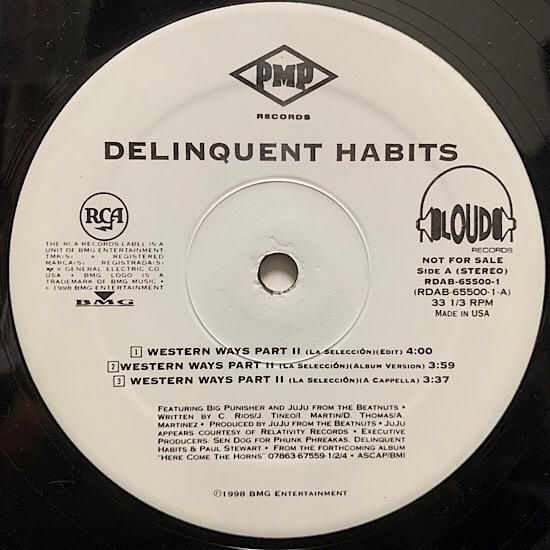 PMP
RECORDS
DELINQUENT HABITS
RCA
THE RCA RECORDS LABEL IS A
UNIT OF BMG ENTERTAINMENT
TMK(S) ® REGISTERED
MARCA(S) REGISTRADA(S)
® GENERAL ELECTRIC CO.,
USA • BMG LOGO IS A
TRADEMARK OF BMG MUSIC •
℗ 1998 BMG ENTERTAINMENT
BMG
LOUD
RECORDS
NOT FOR SALE
SIDE A (STEREO)
RDAB-65500-1
(RDAB-65500-1-A)
33 1/3 RPM
MADE IN USA
1 WESTERN WAYS PART II (LA SELECCIÓN)(EDIT) 4:00
2 WESTERN WAYS PART II (LA SELECCIÓN)(ALBUM VERSION) 3:59
3 WESTERN WAYS PART II (LA SELECCIÓN)(A CAPPELLA) 3:37
FEATURING BIG PUNISHER AND JUJU FROM THE BEATNUTS •
WRITTEN BY C. RIOS/J. TINEO/I. MARTIN/D. THOMAS/A.
MARTINEZ • PRODUCED BY JUJU FROM THE BEATNUTS • JUJU
APPEARS COURTESY OF RELATIVITY RECORDS • EXECUTIVE
PRODUCERS: SEN DOG FOR PHUNK PHREAKAS, DELINQUENT
HABITS & PAUL STEWART • FROM THE FORTHCOMING ALBUM
"HERE COME THE HORNS" 07863-67559-1/2/4 • ASCAP/BMI
℗1998 BMG ENTERTAINMENT